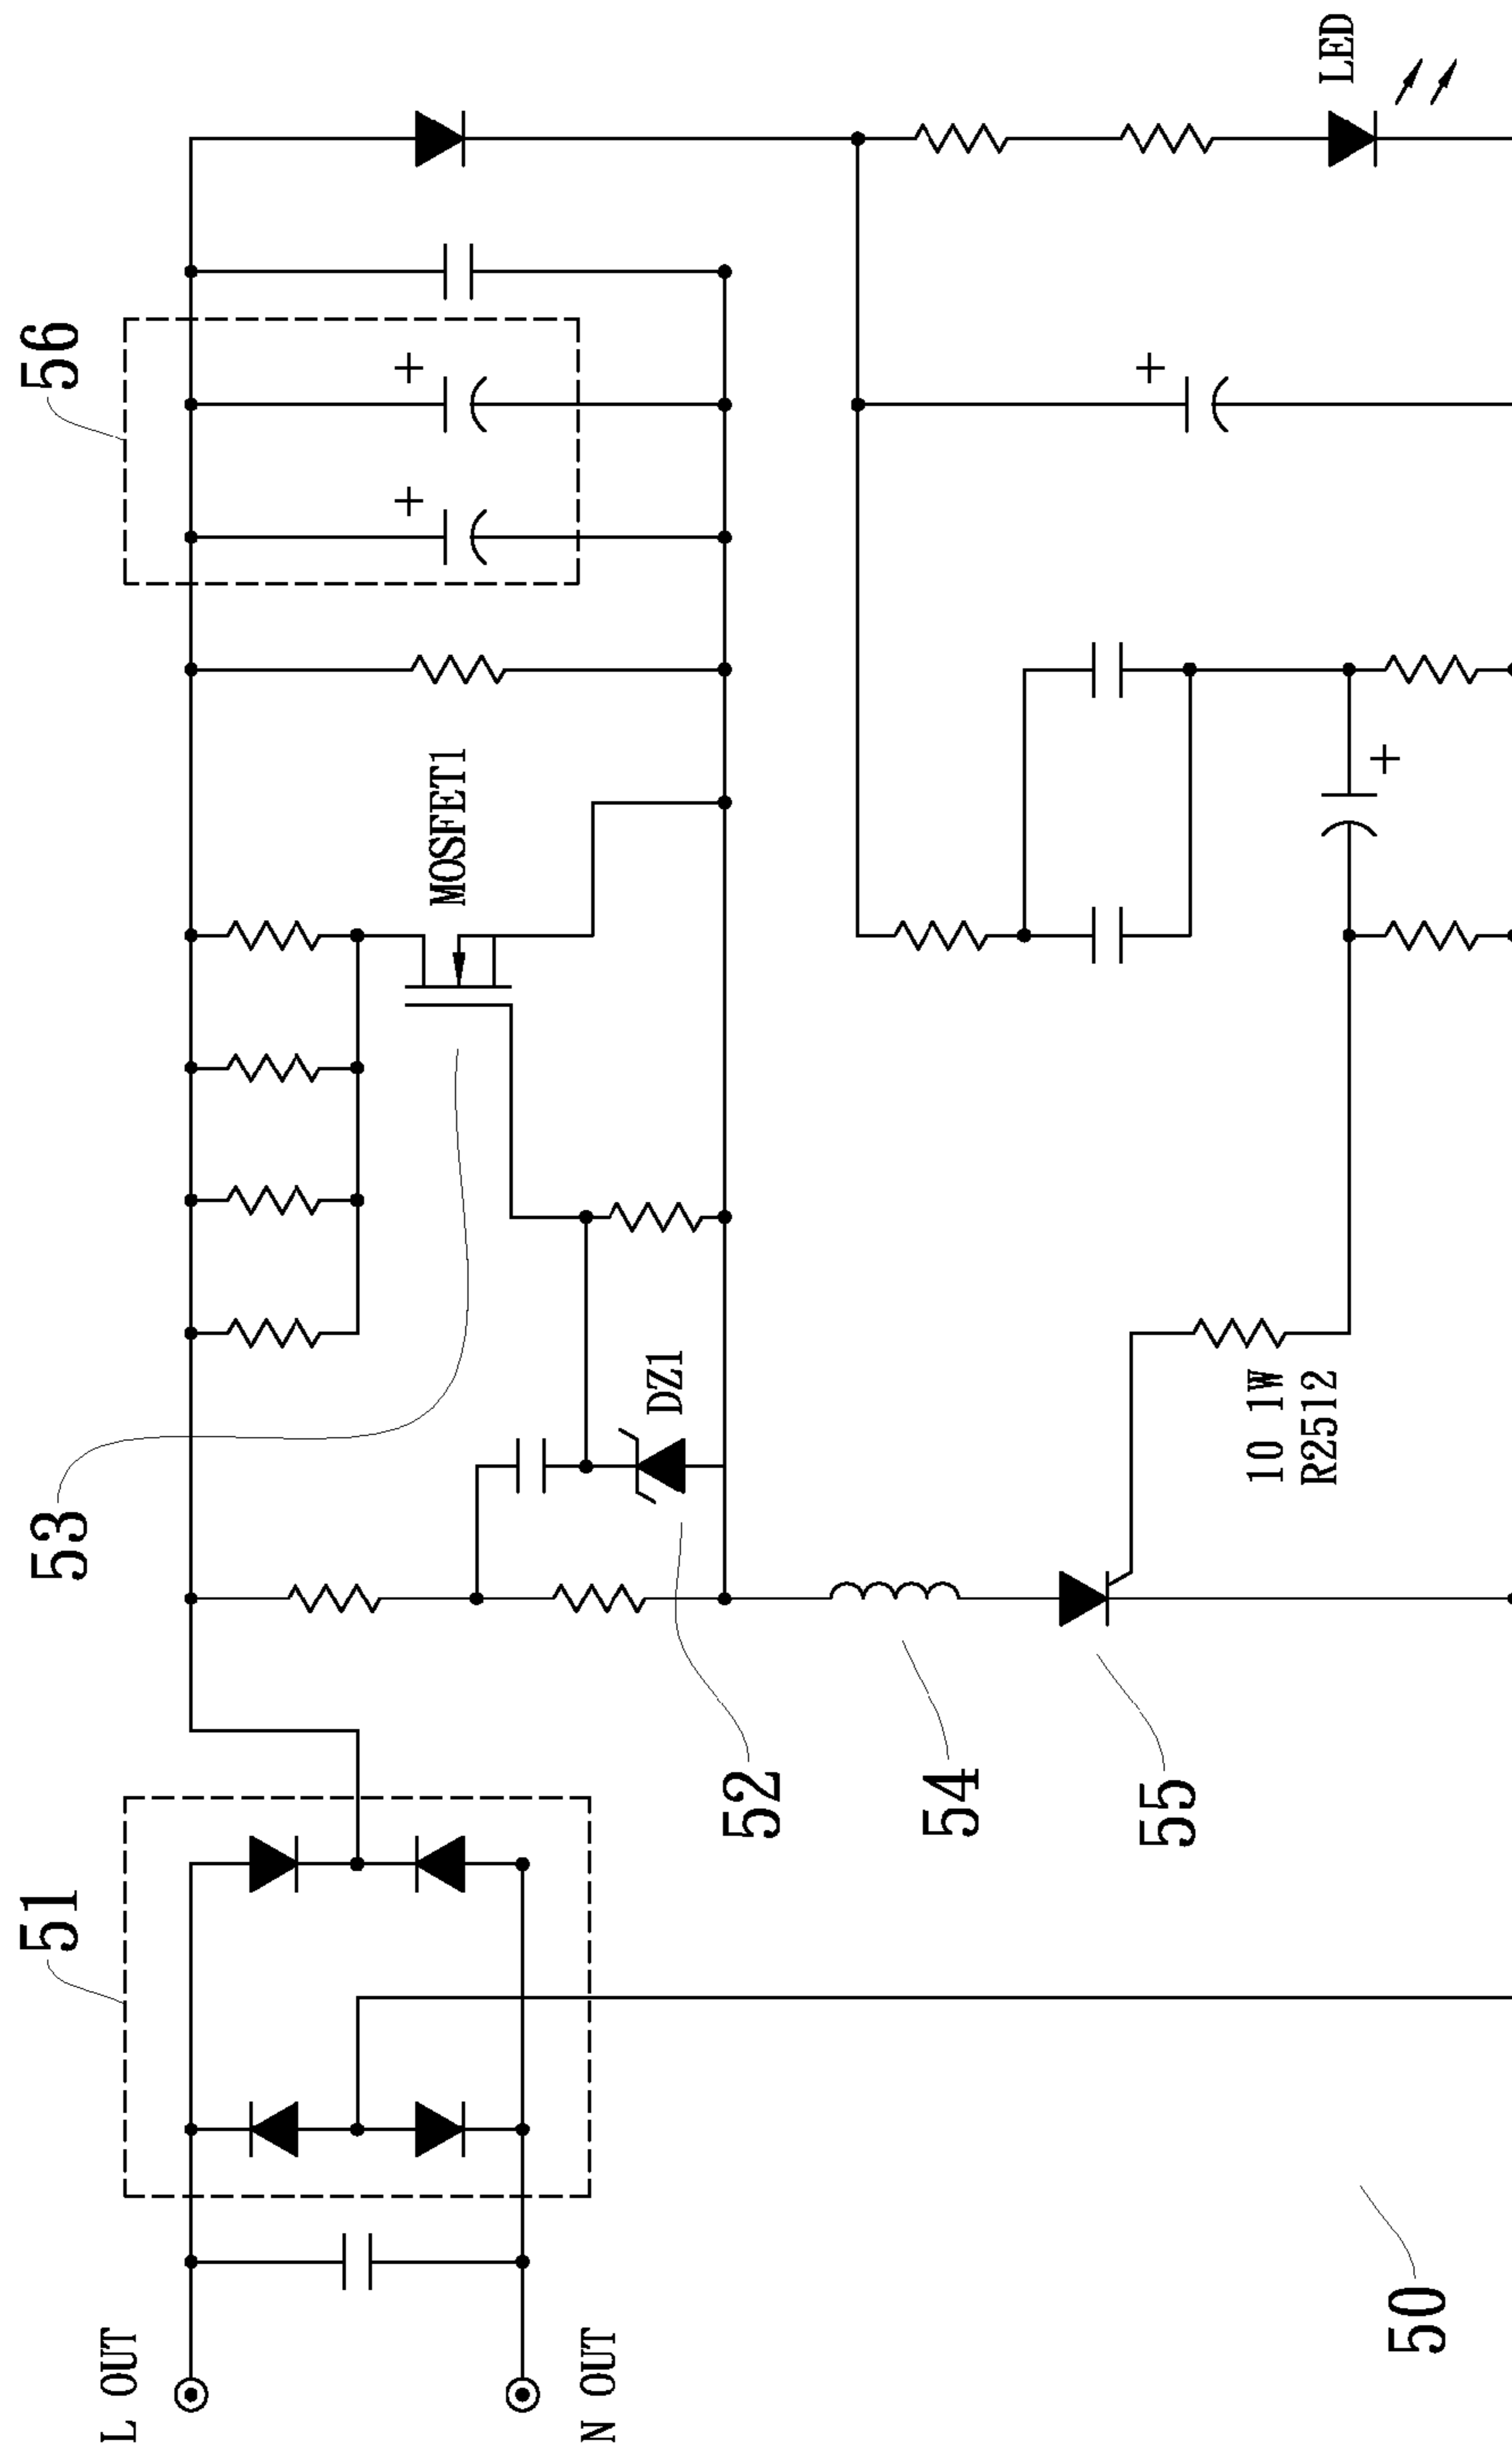 L OUT
N OUT
51
53
56
MOSFET1
52
DZ1
54
55
10 1W
R2512
LED
50